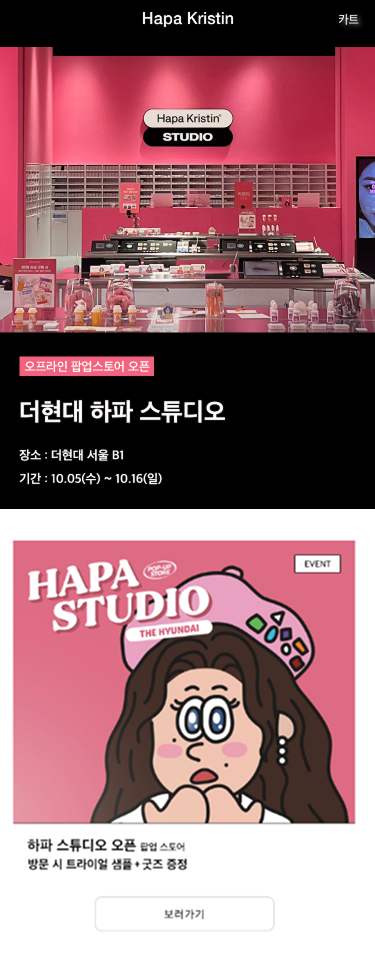 Hapa Kristin
카트
Hapa Kristin®
STUDIO
오프라인 팝업스토어 오픈
더현대 하파 스튜디오
장소 : 더현대 서울 B1
기간 : 10.05(수) ~ 10.16(일)
EVENT
HAPA
POP-UP
STORE
STUDIO
THE HYUNDAI
하파 스튜디오 오픈 팝업 스토어
방문 시 트라이얼 샘플+굿즈 증정
보러가기